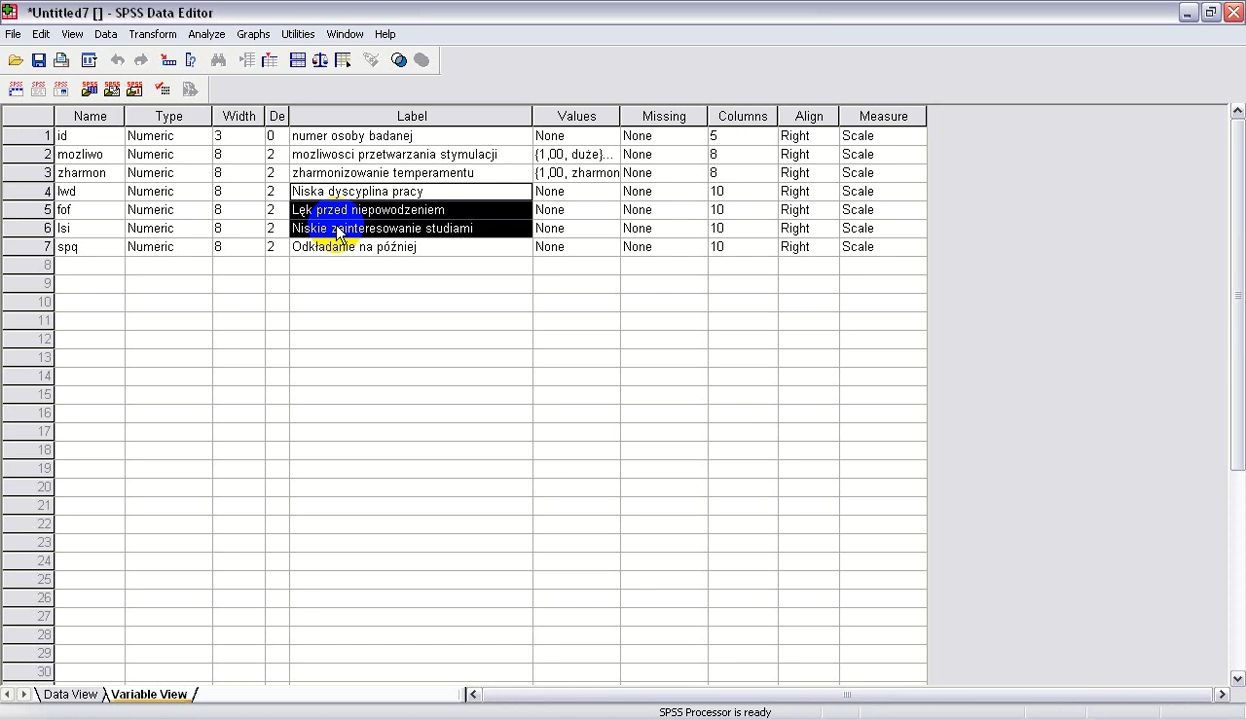 *Untitled7 [] - SPSS Data Editor
File Edit View Data Transform Analyze Graphs Utilities Window Help
Name Type Width De Label Values Missing Columns Align Measure
1 id Numeric 3 0 numer osoby badanej None None 5 Right Scale
2 mozliwo Numeric 8 2 mozliwosci przetwarzania stymulacji {1,00, duże}... None 8 Right Scale
3 zharmon Numeric 8 2 zharmonizowanie temperamentu {1,00, zharmon None 8 Right Scale
4 lwd Numeric 8 2 Niska dyscyplina pracy None None 10 Right Scale
5 fof Numeric 8 2 Lęk przed niepowodzeniem None None 10 Right Scale
6 lsi Numeric 8 2 Niskie zainteresowanie studiami None None 10 Right Scale
7 spq Numeric 8 2 Odkładanie na później None None 10 Right Scale
8
9
10
11
12
13
14
15
16
17
18
19
20
21
22
23
24
25
26
27
28
29
30
Data View Variable View
SPSS Processor is ready